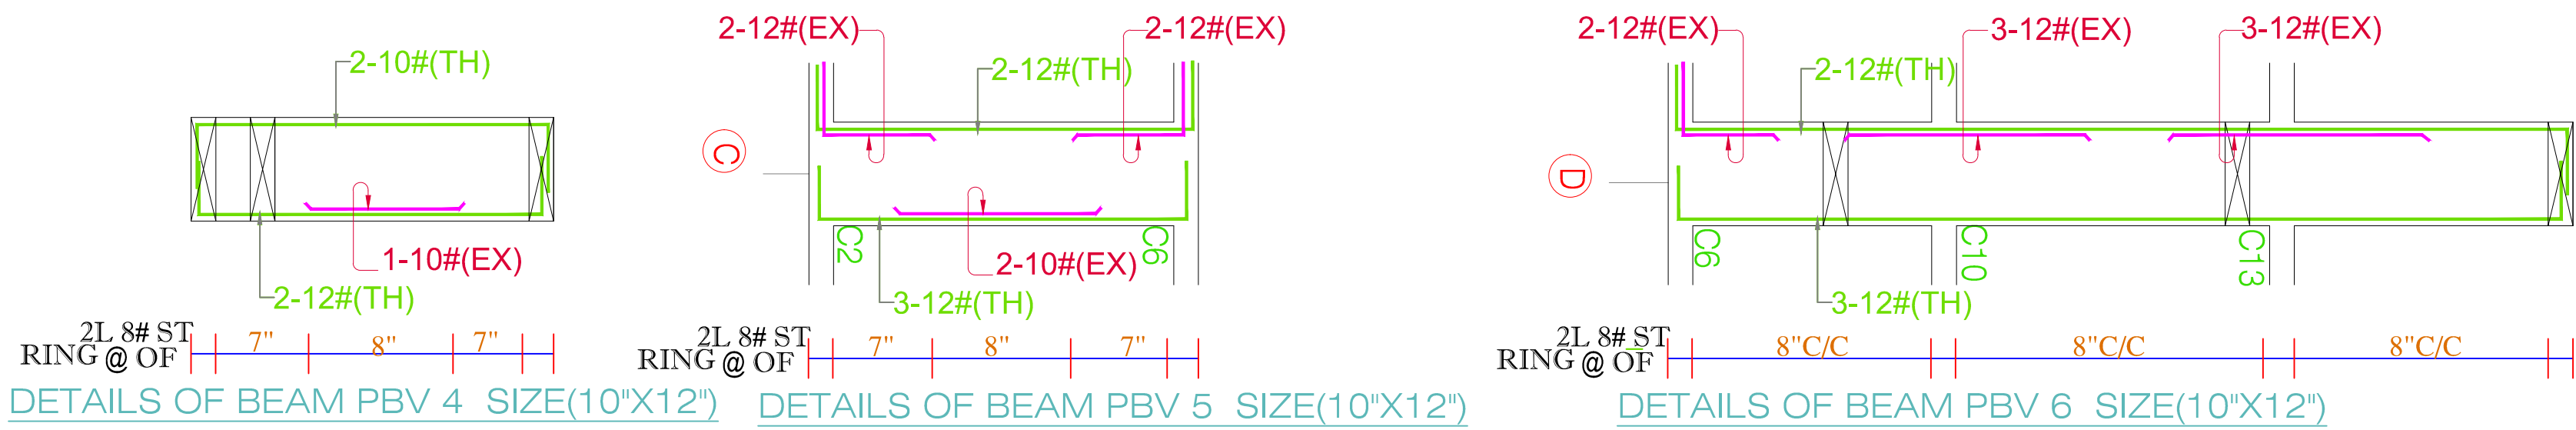 2-10#(TH)
1-10#(EX)
2-12#(TH)
2L 8# ST
RING @ OF
7" 8" 7"
DETAILS OF BEAM PBV 4 SIZE(10"X12")
2-12#(EX) 2-12#(EX)
2-12#(TH)
C
C2 C6
2-10#(EX)
3-12#(TH)
2L 8# ST
RING @ OF
7" 8" 7"
DETAILS OF BEAM PBV 5 SIZE(10"X12")
2-12#(EX) 3-12#(EX) 3-12#(EX)
2-12#(TH)
D
C6 C10 C13
3-12#(TH)
2L 8# ST
RING @ OF
8"C/C 8"C/C 8"C/C
DETAILS OF BEAM PBV 6 SIZE(10"X12")